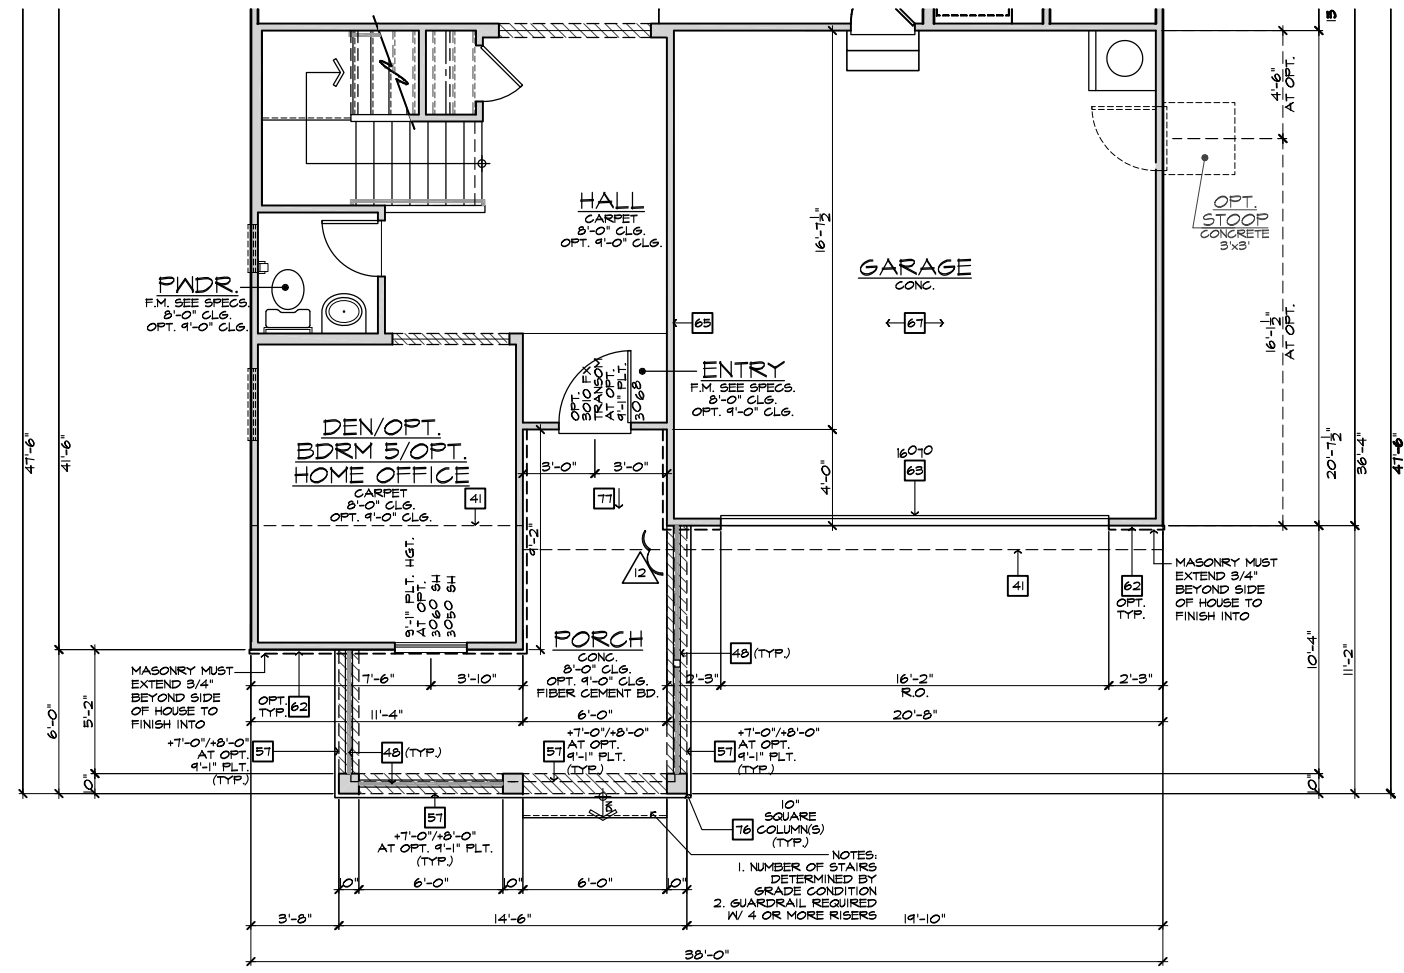 HALL
CARPET
8'-0" CLG.
OPT. 9'-0" CLG.
GARAGE
CONC.
16'-7 1/2"
4'-6"
AT OPT.
OPT.
STOOP
CONCRETE
3'x3'
16'-1 1/2"
AT OPT.
PWDR.
F.M. SEE SPECS.
8'-0" CLG.
OPT. 9'-0" CLG.
65
67
ENTRY
F.M. SEE SPECS.
8'-0" CLG.
OPT. 9'-0" CLG.
OPT.
3010 FX
TRANSOM
AT OPT.
9'-1" PLT.
3068
DEN/OPT.
BDRM 5/OPT.
HOME OFFICE
CARPET
8'-0" CLG.
OPT. 9'-0" CLG.
41
3'-0"
3'-0"
77
16070
63
4'-0"
47'-6"
41'-6"
20'-7 1/2"
36'-4"
47'-6"
9'-2"
12
9'-1" PLT. HGT.
AT OPT.
3060 SH
3050 SH
41
62
OPT.
TYP.
MASONRY MUST
EXTEND 3/4"
BEYOND SIDE
OF HOUSE TO
FINISH INTO
PORCH
CONC.
8'-0" CLG.
OPT. 9'-0" CLG.
FIBER CEMENT BD.
48 (TYP.)
10'-4"
11'-2"
MASONRY MUST
EXTEND 3/4"
BEYOND SIDE
OF HOUSE TO
FINISH INTO
OPT.
TYP.
62
7'-6"
3'-10"
2'-3"
16'-2"
R.O.
2'-3"
11'-4"
6'-0"
20'-8"
6'-0"
5'-2"
10"
+7'-0"/+8'-0"
AT OPT.
9'-1" PLT.
(TYP.)
57
48 (TYP.)
57
+7'-0"/+8'-0"
AT OPT.
9'-1" PLT.
(TYP.)
57
+7'-0"/+8'-0"
AT OPT.
9'-1" PLT.
(TYP.)
10"
DN
57
+7'-0"/+8'-0"
AT OPT. 9'-1" PLT.
(TYP.)
76
10"
SQUARE
COLUMN(S)
(TYP.)
NOTES:
1. NUMBER OF STAIRS
DETERMINED BY
GRADE CONDITION
2. GUARDRAIL REQUIRED
W/ 4 OR MORE RISERS
10"
6'-0"
10"
6'-0"
10"
3'-8"
14'-6"
19'-10"
38'-0"